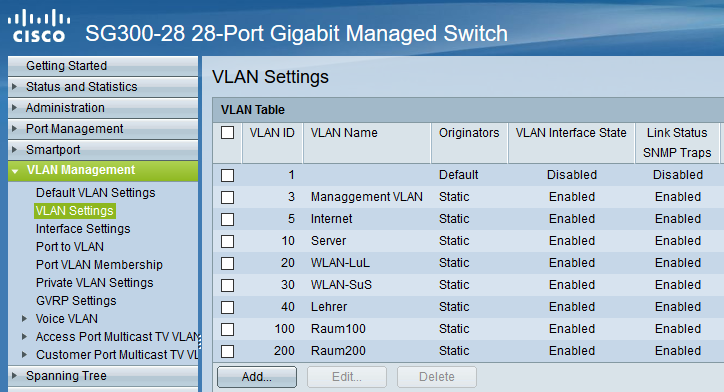 CISCO SG300-28 28-Port Gigabit Managed Switch
Getting Started
Status and Statistics
Administration
Port Management
Smartport
VLAN Management
Default VLAN Settings
VLAN Settings
Interface Settings
Port to VLAN
Port VLAN Membership
Private VLAN Settings
GVRP Settings
Voice VLAN
Access Port Multicast TV VLAN
Customer Port Multicast TV VL
Spanning Tree
VLAN Settings
VLAN Table
VLAN ID VLAN Name Originators VLAN Interface State Link Status
SNMP Traps
1 Default Disabled Disabled
3 Managgement VLAN Static Enabled Enabled
5 Internet Static Enabled Enabled
10 Server Static Enabled Enabled
20 WLAN-LuL Static Enabled Enabled
30 WLAN-SuS Static Enabled Enabled
40 Lehrer Static Enabled Enabled
100 Raum100 Static Enabled Enabled
200 Raum200 Static Enabled Enabled
Add... Edit... Delete